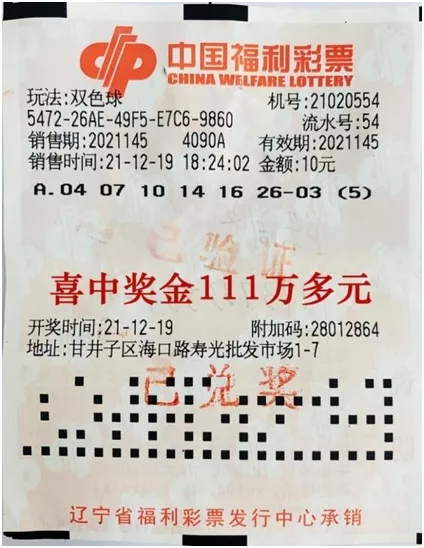 中国福利彩票
CHINA WELFARE LOTTERY
玩法:双色球 机号:21020554
5472-26AE-49F5-E7C6-9860 流水号:54
销售期:2021145 4090A 有效期:2021145
销售时间:21-12-19 18:24:02 金额:10元
A.04 07 10 14 16 26-03 (5)
喜中奖金111万多元
开奖时间:21-12-19 附加码:28012864
地址:甘井子区海口路寿光批发市场1-7
已兑奖
辽宁省福利彩票发行中心承销